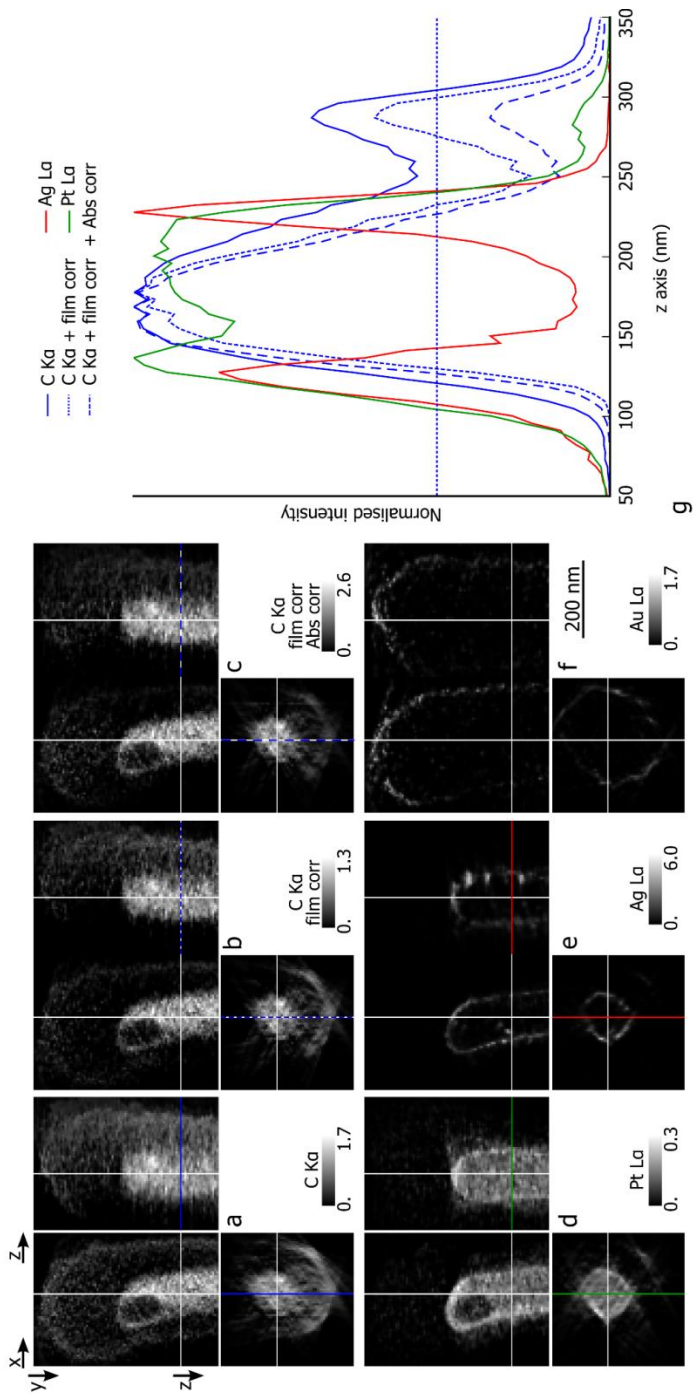 x
z
y
z
a
C Ka
0. 1.7
b
C Ka
film corr
0. 1.3
c
C Ka
film corr
Abs corr
0. 2.6
d
Pt La
0. 0.3
e
Ag La
0. 6.0
f
200 nm
Au La
0. 1.7
C Ka
C Ka + film corr
C Ka + film corr + Abs corr
Ag La
Pt La
Normalised intensity
50 100 150 200 250 300 350
z axis (nm)
g